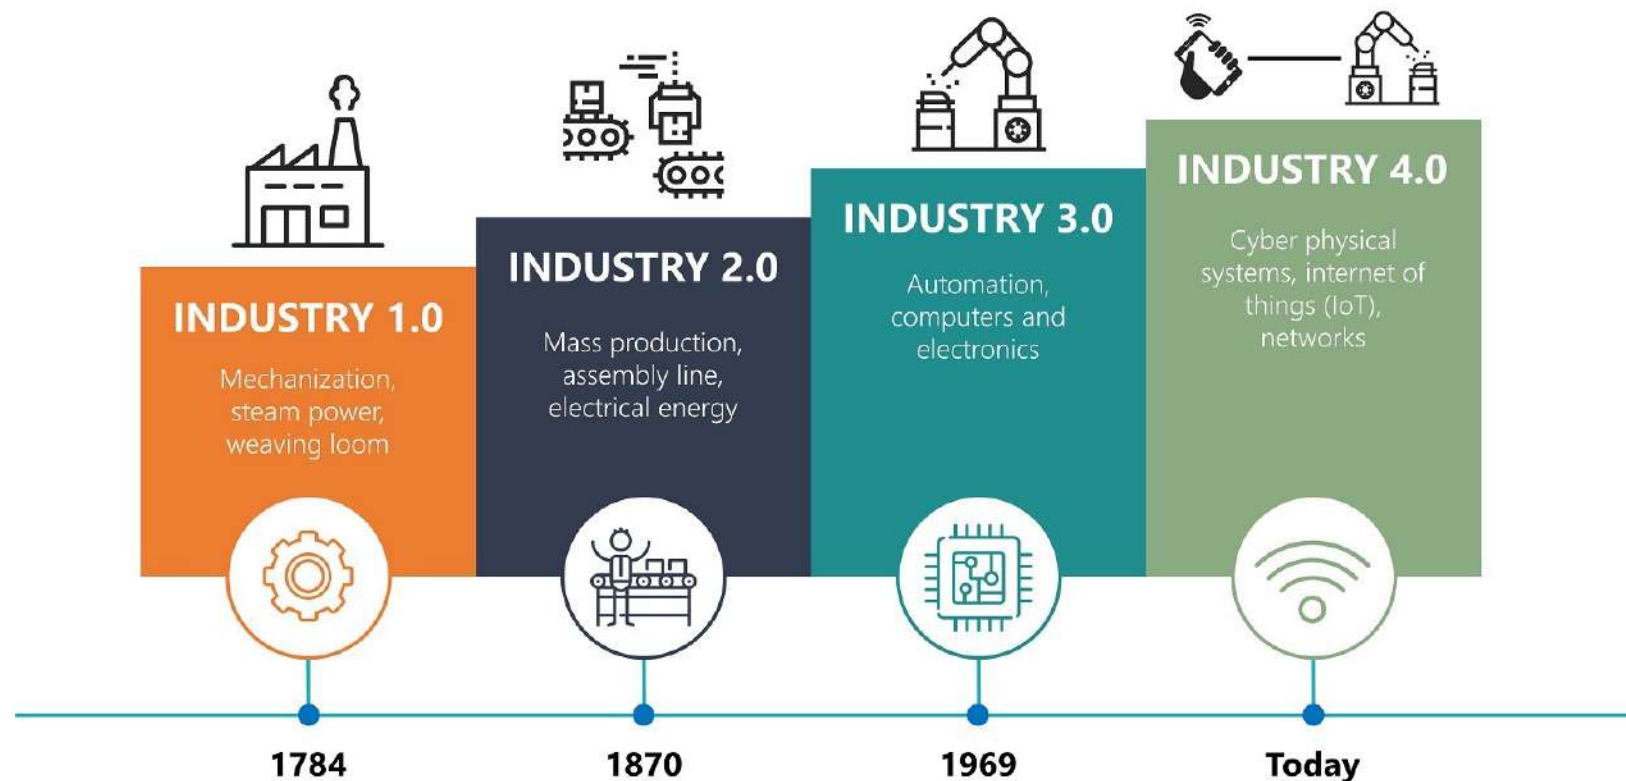 INDUSTRY 1.0
Mechanization,
steam power,
weaving loom
INDUSTRY 2.0
Mass production,
assembly line,
electrical energy
INDUSTRY 3.0
Automation,
computers and
electronics
INDUSTRY 4.0
Cyber physical
systems, internet of
things (IoT),
networks
1784
1870
1969
Today